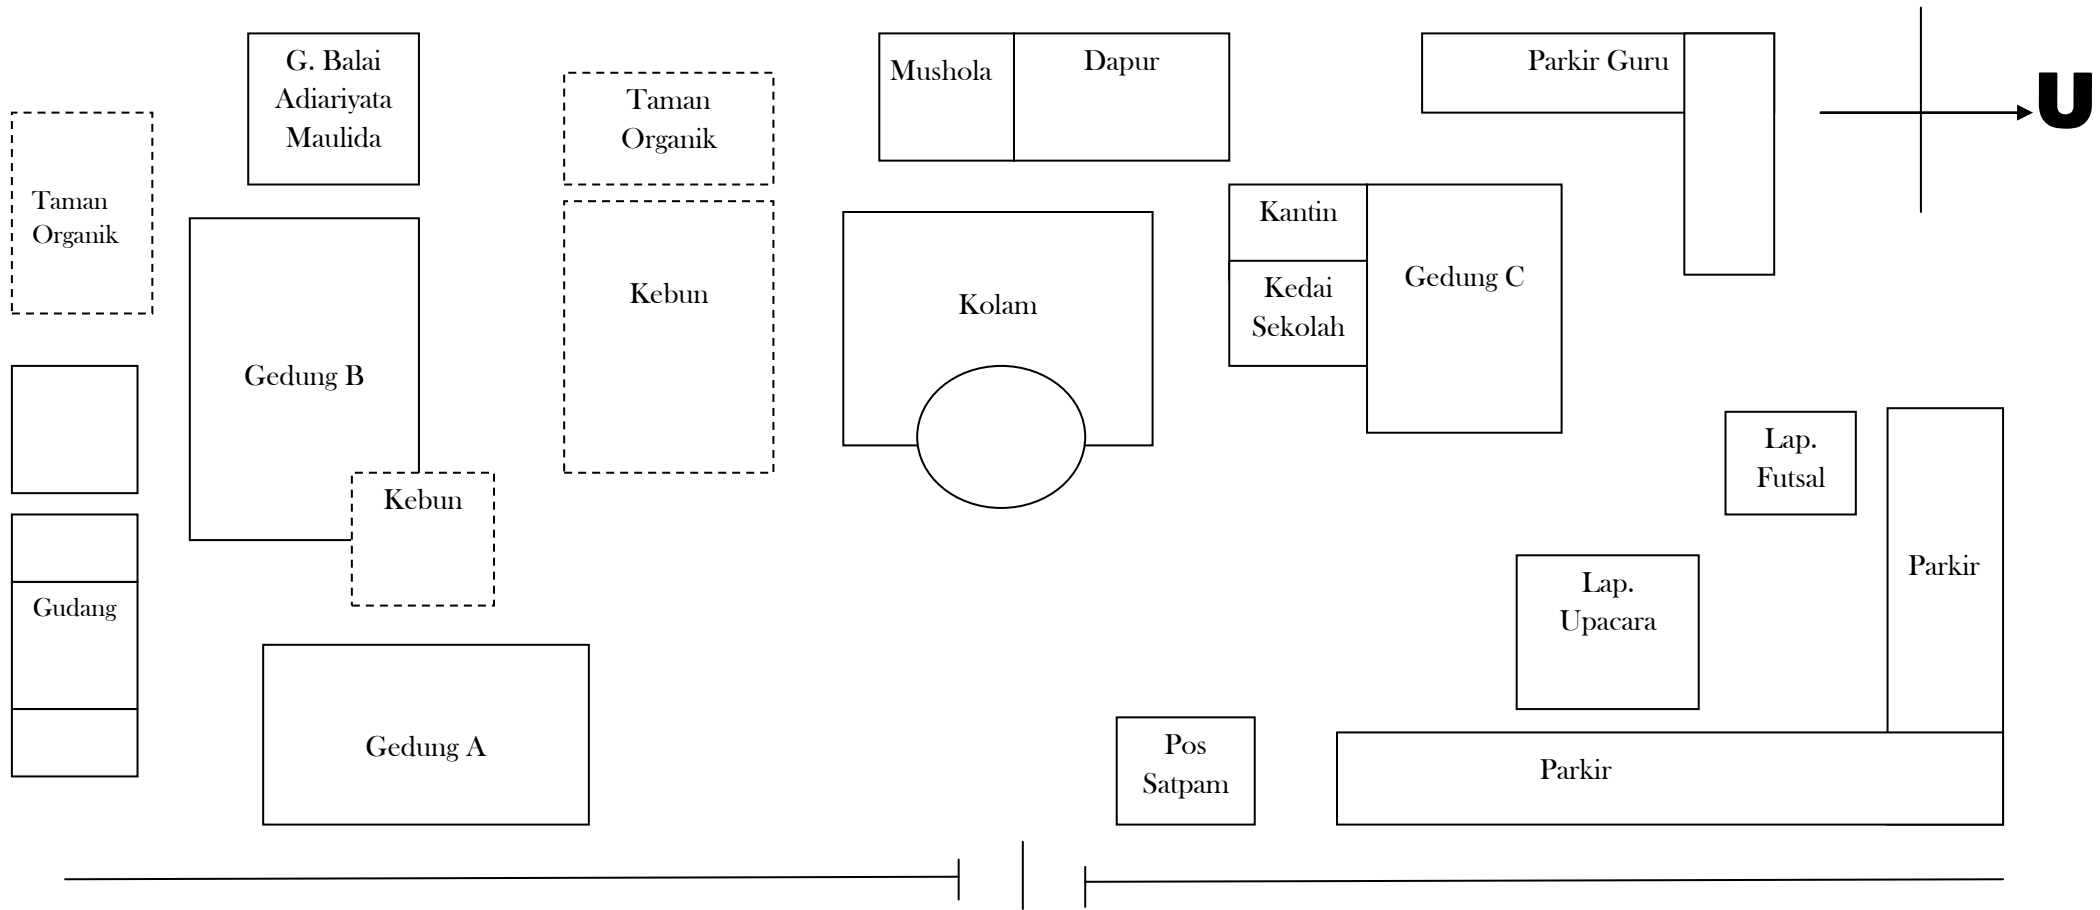 G. Balai
Adiariyata
Maulida
Taman
Organik
Mushola
Dapur
Parkir Guru
U
Taman
Organik
Kantin
Kedai
Sekolah
Gedung C
Kebun
Kolam
Gedung B
Lap.
Futsal
Kebun
Parkir
Lap.
Upacara
Gudang
Gedung A
Pos
Satpam
Parkir